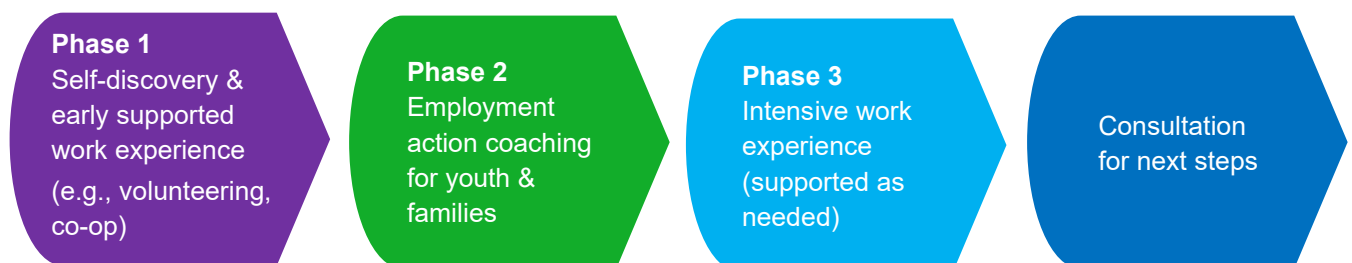 Phase 1
Self-discovery &
early supported
work experience
(e.g., volunteering,
co-op)
Phase 2
Employment
action coaching
for youth &
families
Phase 3
Intensive work
experience
(supported as
needed)
Consultation
for next steps